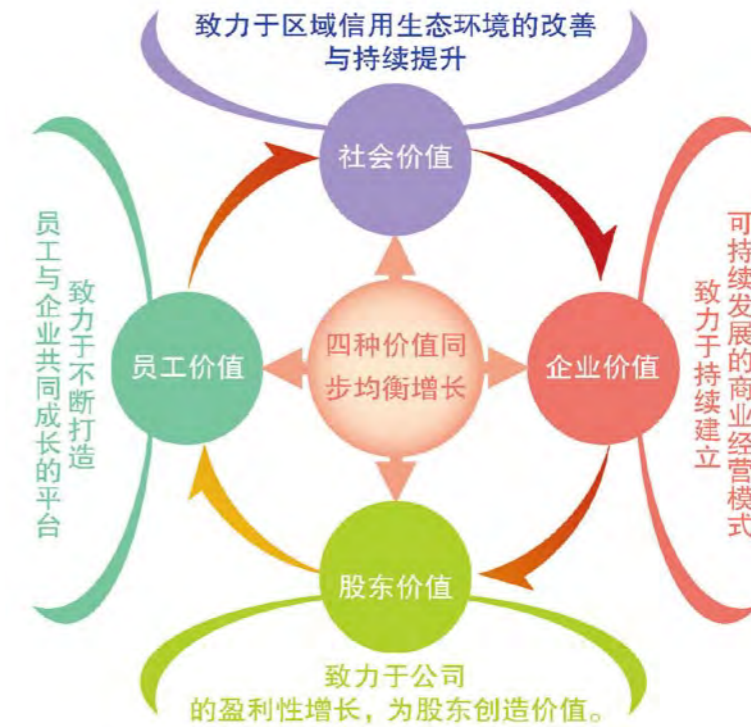 致力于区域信用生态环境的改善
与持续提升
社会价值
员工与企业共同成长的平台
致力于不断打造
员工价值
四种价值同
步均衡增长
企业价值
致力于持续建立
可持续发展的商业经营模式
股东价值
致力于公司
的盈利性增长，为股东创造价值。